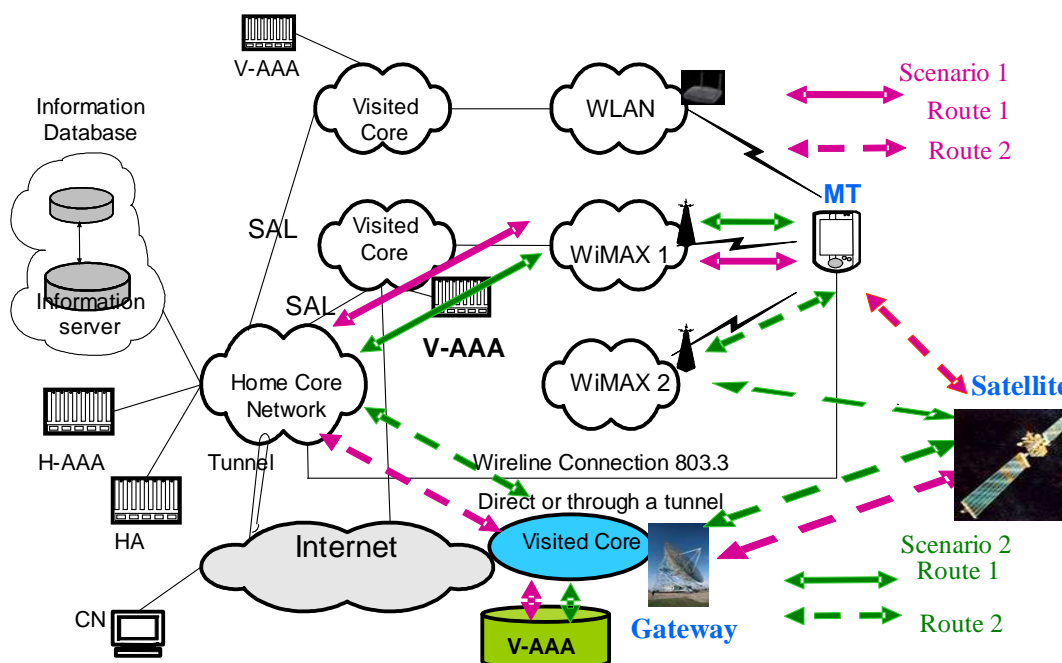 V-AAA
Information
Database
Visited
Core
WLAN
Scenario 1
Route 1
Route 2
MT
SAL
Visited
Core
WiMAX 1
Information
server
SAL
V-AAA
Home Core
Network
WiMAX 2
Satellite
H-AAA
Tunnel
Wireline Connection 803.3
Direct or through a tunnel
HA
Internet
Visited Core
Scenario 2
Route 1
CN
Gateway
Route 2
V-AAA